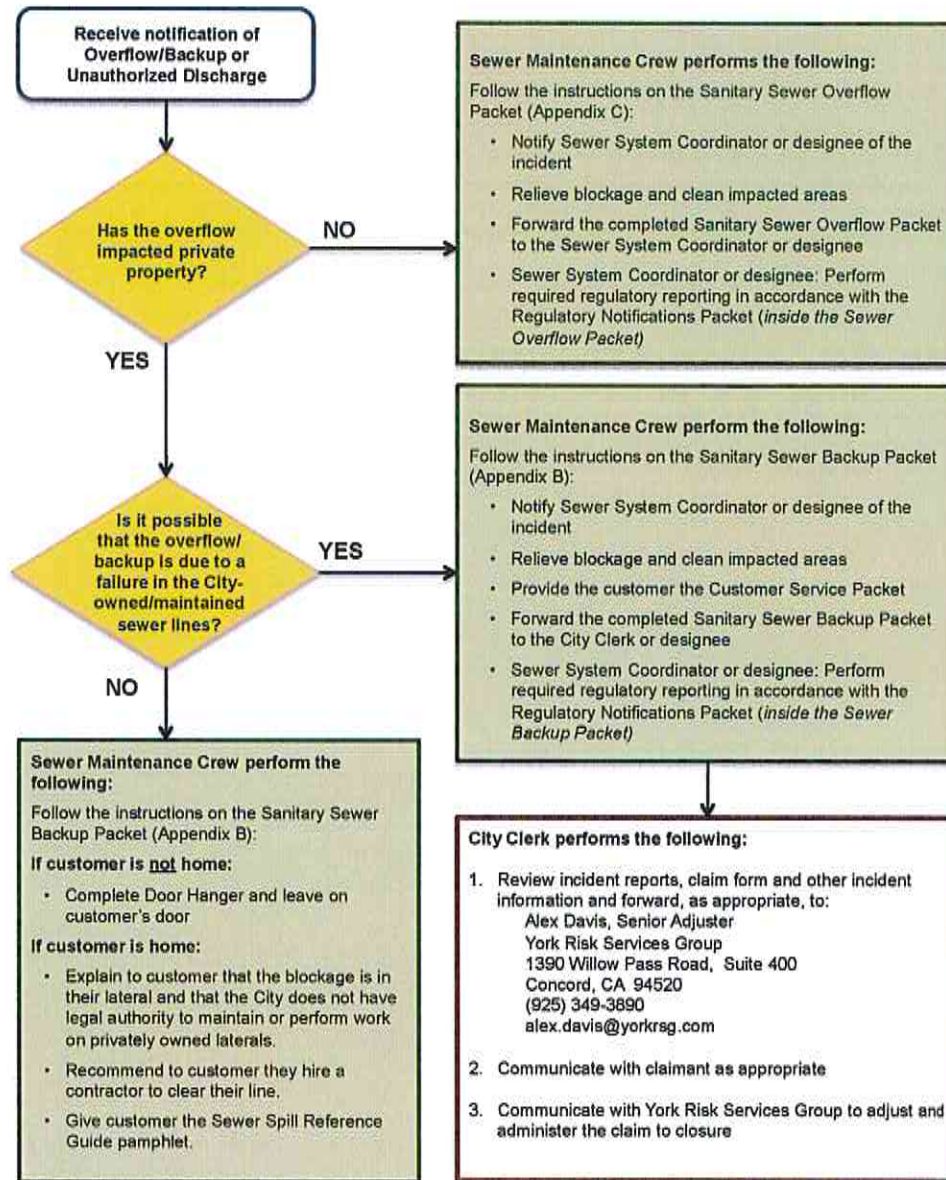 Receive notification of
Overflow/Backup or
Unauthorized Discharge
Has the overflow
impacted private
property?
NO
Sewer Maintenance Crew performs the following:
Follow the instructions on the Sanitary Sewer Overflow
Packet (Appendix C):
• Notify Sewer System Coordinator or designee of the
incident
• Relieve blockage and clean impacted areas
• Forward the completed Sanitary Sewer Overflow Packet
to the Sewer System Coordinator or designee
• Sewer System Coordinator or designee: Perform
required regulatory reporting in accordance with the
Regulatory Notifications Packet (inside the Sewer
Overflow Packet)
YES
Is it possible
that the overflow/
backup is due to a
failure in the City-
owned/maintained
sewer lines?
YES
Sewer Maintenance Crew perform the following:
Follow the instructions on the Sanitary Sewer Backup Packet
(Appendix B):
• Notify Sewer System Coordinator or designee of the
incident
• Relieve blockage and clean impacted areas
• Provide the customer the Customer Service Packet
• Forward the completed Sanitary Sewer Backup Packet
to the City Clerk or designee
• Sewer System Coordinator or designee: Perform
required regulatory reporting in accordance with the
Regulatory Notifications Packet (inside the Sewer
Backup Packet)
NO
Sewer Maintenance Crew perform the
following:
Follow the instructions on the Sanitary Sewer
Backup Packet (Appendix B):
If customer is not home:
• Complete Door Hanger and leave on
customer's door
If customer is home:
• Explain to customer that the blockage is in
their lateral and that the City does not have
legal authority to maintain or perform work
on privately owned laterals.
• Recommend to customer they hire a
contractor to clear their line.
• Give customer the Sewer Spill Reference
Guide pamphlet.
City Clerk performs the following:
1. Review incident reports, claim form and other incident
information and forward, as appropriate, to:
Alex Davis, Senior Adjuster
York Risk Services Group
1390 Willow Pass Road, Suite 400
Concord, CA 94520
(925) 349-3890
alex.davis@yorkrsg.com
2. Communicate with claimant as appropriate
3. Communicate with York Risk Services Group to adjust and
administer the claim to closure